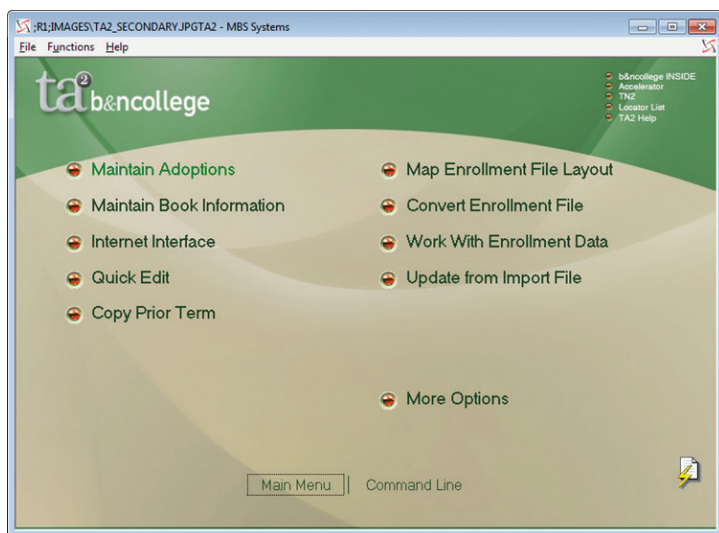 ;R1;IMAGES\TA2_SECONDARY.JPGTA2 - MBS Systems
File Functions Help
ta2 b&ncollege
b&ncollege INSIDE
Accelerator
TN2
Locator List
TA2 Help
Maintain Adoptions
Maintain Book Information
Internet Interface
Quick Edit
Copy Prior Term
Map Enrollment File Layout
Convert Enrollment File
Work With Enrollment Data
Update from Import File
More Options
Main Menu | Command Line